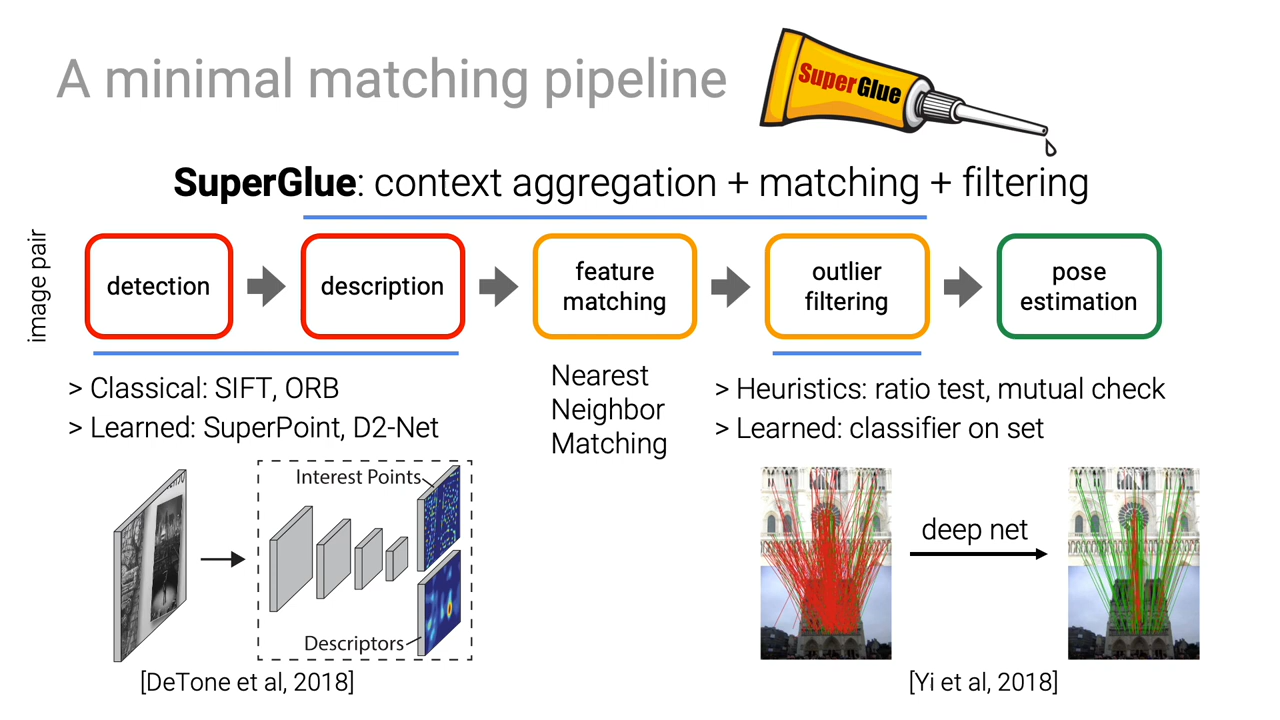 A minimal matching pipeline
Super Glue
SuperGlue: context aggregation + matching + filtering
image pair
detection
description
feature
matching
outlier
filtering
pose
estimation
> Classical: SIFT, ORB
> Learned: SuperPoint, D2-Net
Nearest
Neighbor
Matching
> Heuristics: ratio test, mutual check
> Learned: classifier on set
Interest Points
Descriptors
deep net
[DeTone et al, 2018]
[Yi et al, 2018]